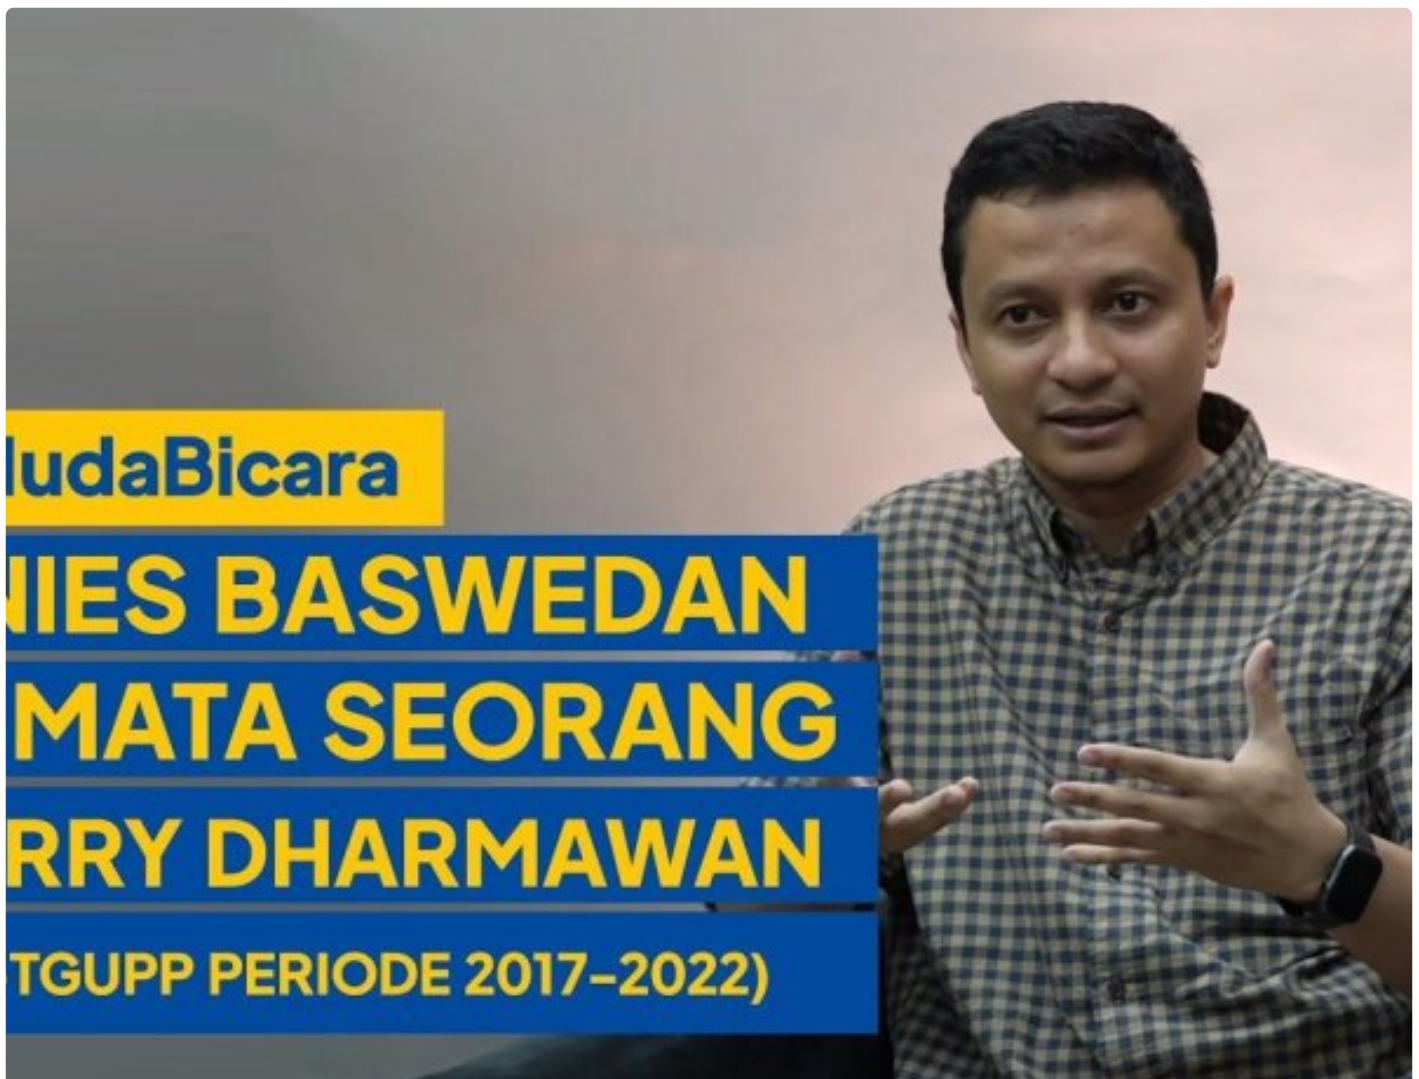 udaBicara
NIES BASWEDAN
MATA SEORANG
RRY DHARMAWAN
TGUPP PERIODE 2017-2022)